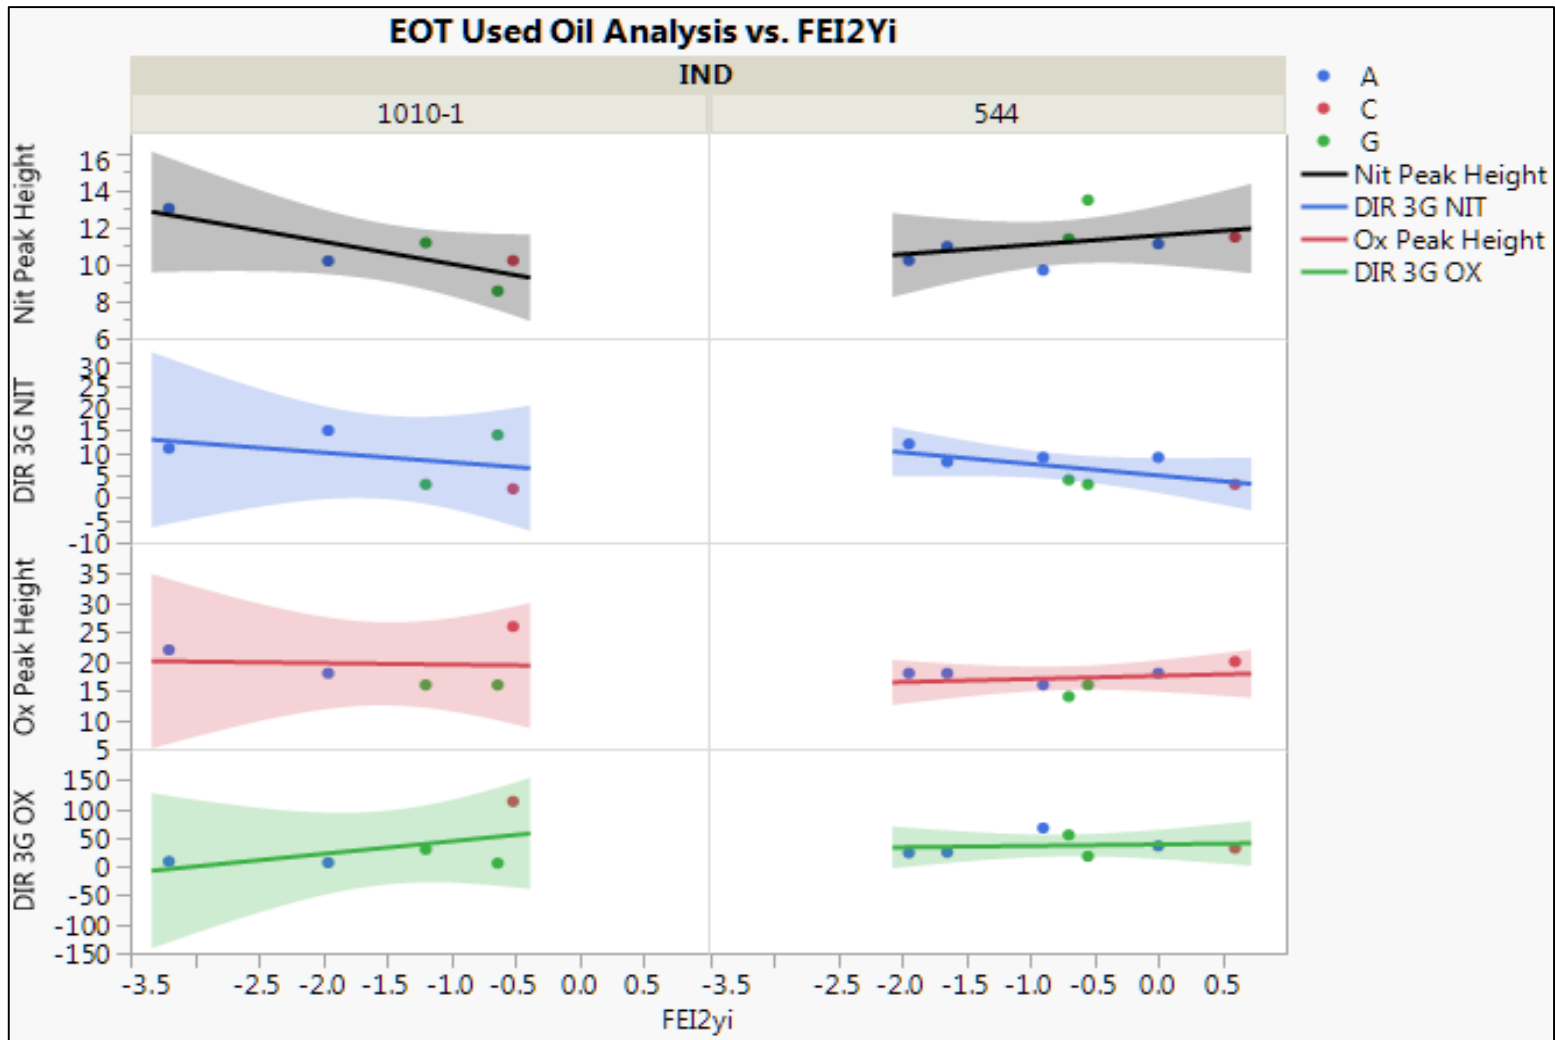 EOT Used Oil Analysis vs. FEI2Yi
IND
1010-1 544
A
C
G
Nit Peak Height
DIR 3G NIT
Ox Peak Height
DIR 3G OX
Nit Peak Height
16
14
12
10
8
6
DIR 3G NIT
30
25
20
15
10
5
0
-5
-10
Ox Peak Height
35
30
25
20
15
10
5
DIR 3G OX
150
100
50
0
-50
-100
-150
-3.5 -2.5 -2.0 -1.5 -1.0 -0.5 0.0 0.5 -3.5 -2.5 -2.0 -1.5 -1.0 -0.5 0.0 0.5
FEI2yi